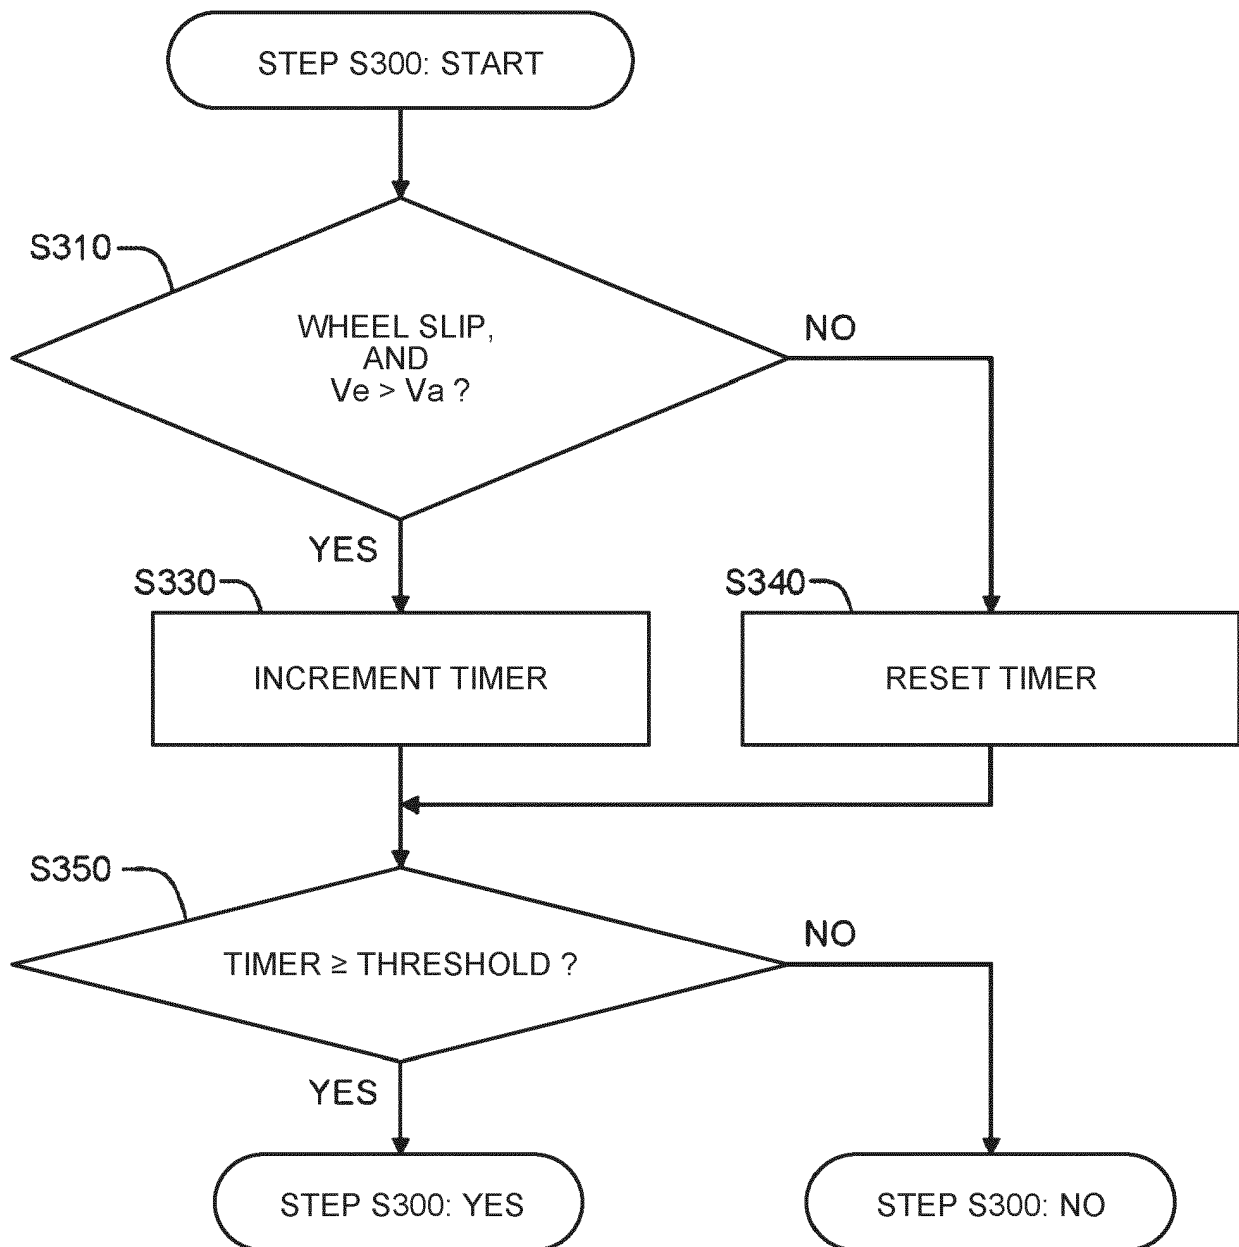 STEP S300: START
S310
WHEEL SLIP,
AND
Ve > Va ?
NO
YES
S330
S340
INCREMENT TIMER
RESET TIMER
S350
TIMER ≥ THRESHOLD ?
NO
YES
STEP S300: YES
STEP S300: NO